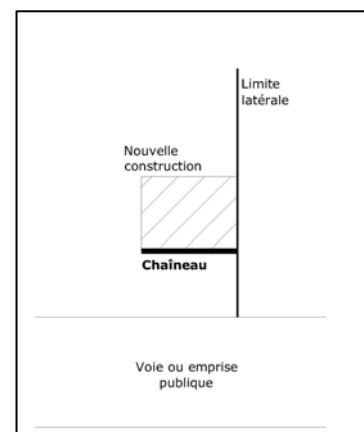 Limite
latérale
Nouvelle
construction
Chaîneau
Voie ou emprise
publique